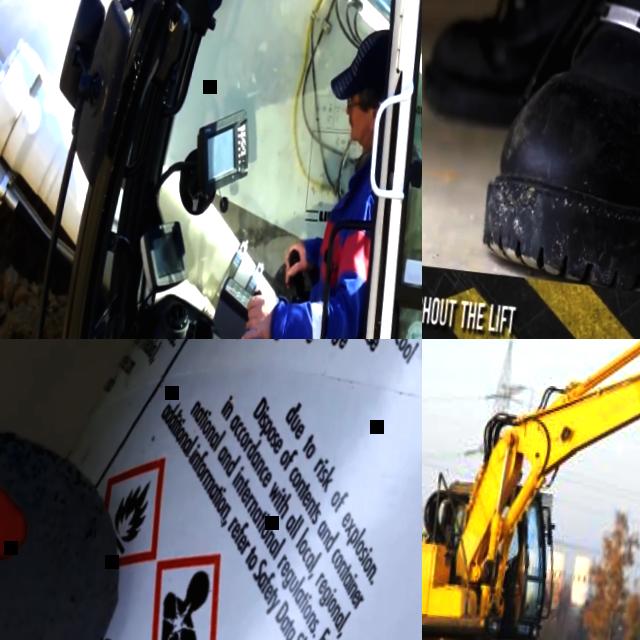 HOUT THE LIFT
due to risk of explosion.
Dispose of contents and container
in accordance with all local, regional,
national and international regulations.
additional information, refer to Safety Data